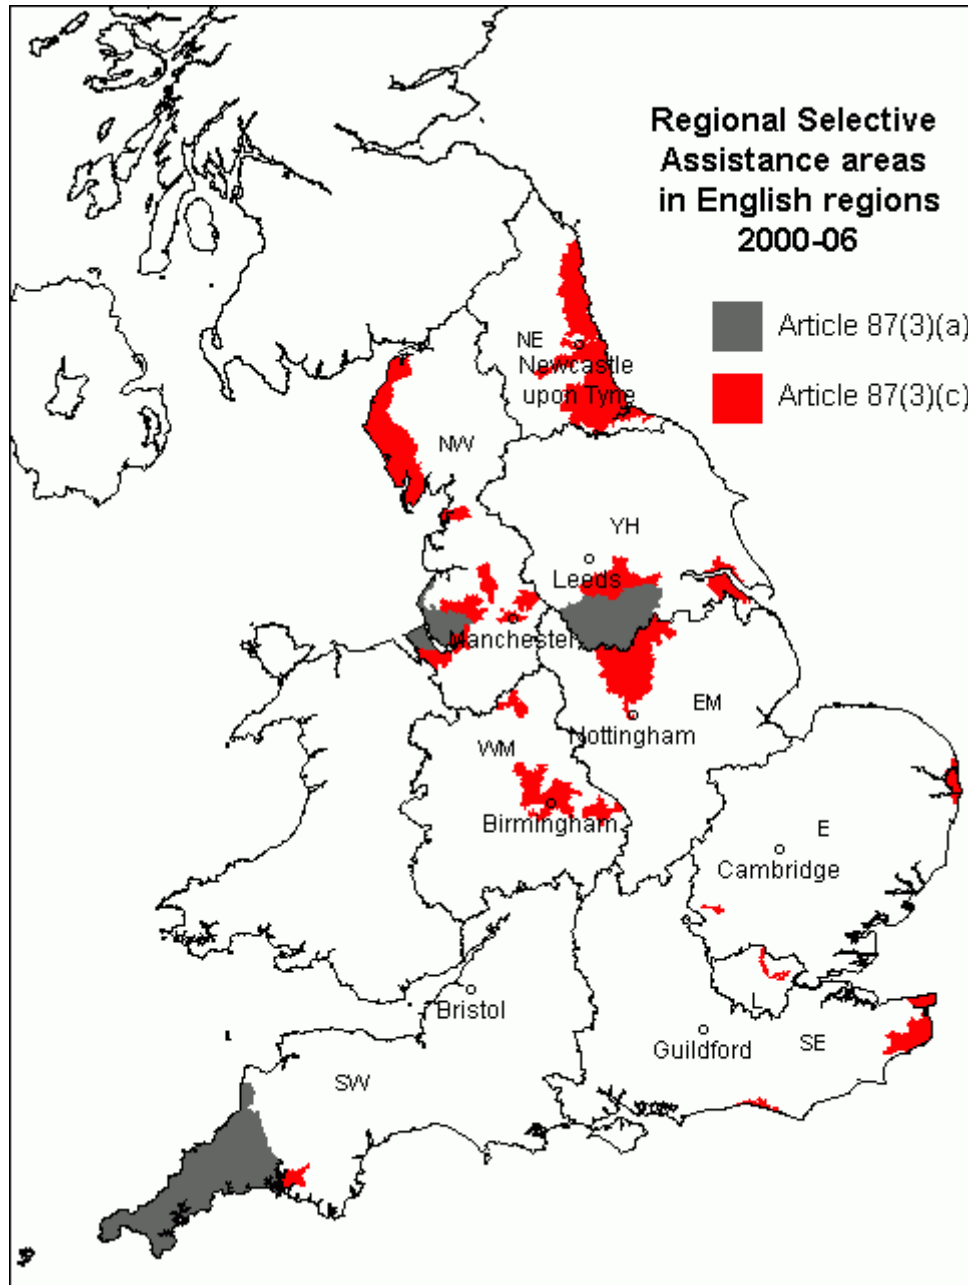 Regional Selective
Assistance areas
in English regions
2000-06
Article 87(3)(a)
Article 87(3)(c)
NE
Newcastle
upon Tyne
NW
YH
Leeds
Manchester
EM
Nottingham
WM
Birmingham
E
Cambridge
L
Bristol
Guildford
SE
SW